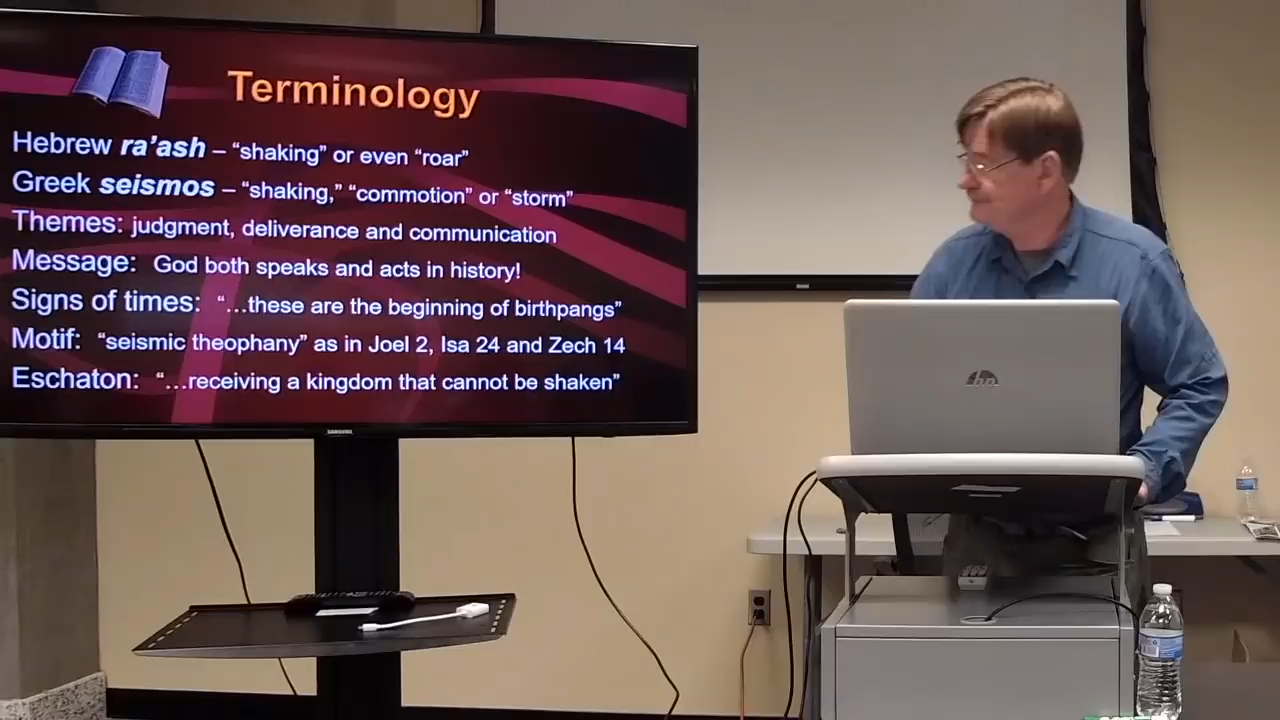 Terminology
Hebrew ra’ash – “shaking” or even “roar”
Greek seismos – “shaking,” “commotion” or “storm”
Themes: judgment, deliverance and communication
Message: God both speaks and acts in history!
Signs of times: “…these are the beginning of birthpangs”
Motif: “seismic theophany” as in Joel 2, Isa 24 and Zech 14
Eschaton: “…receiving a kingdom that cannot be shaken”
SAMSUNG
hp